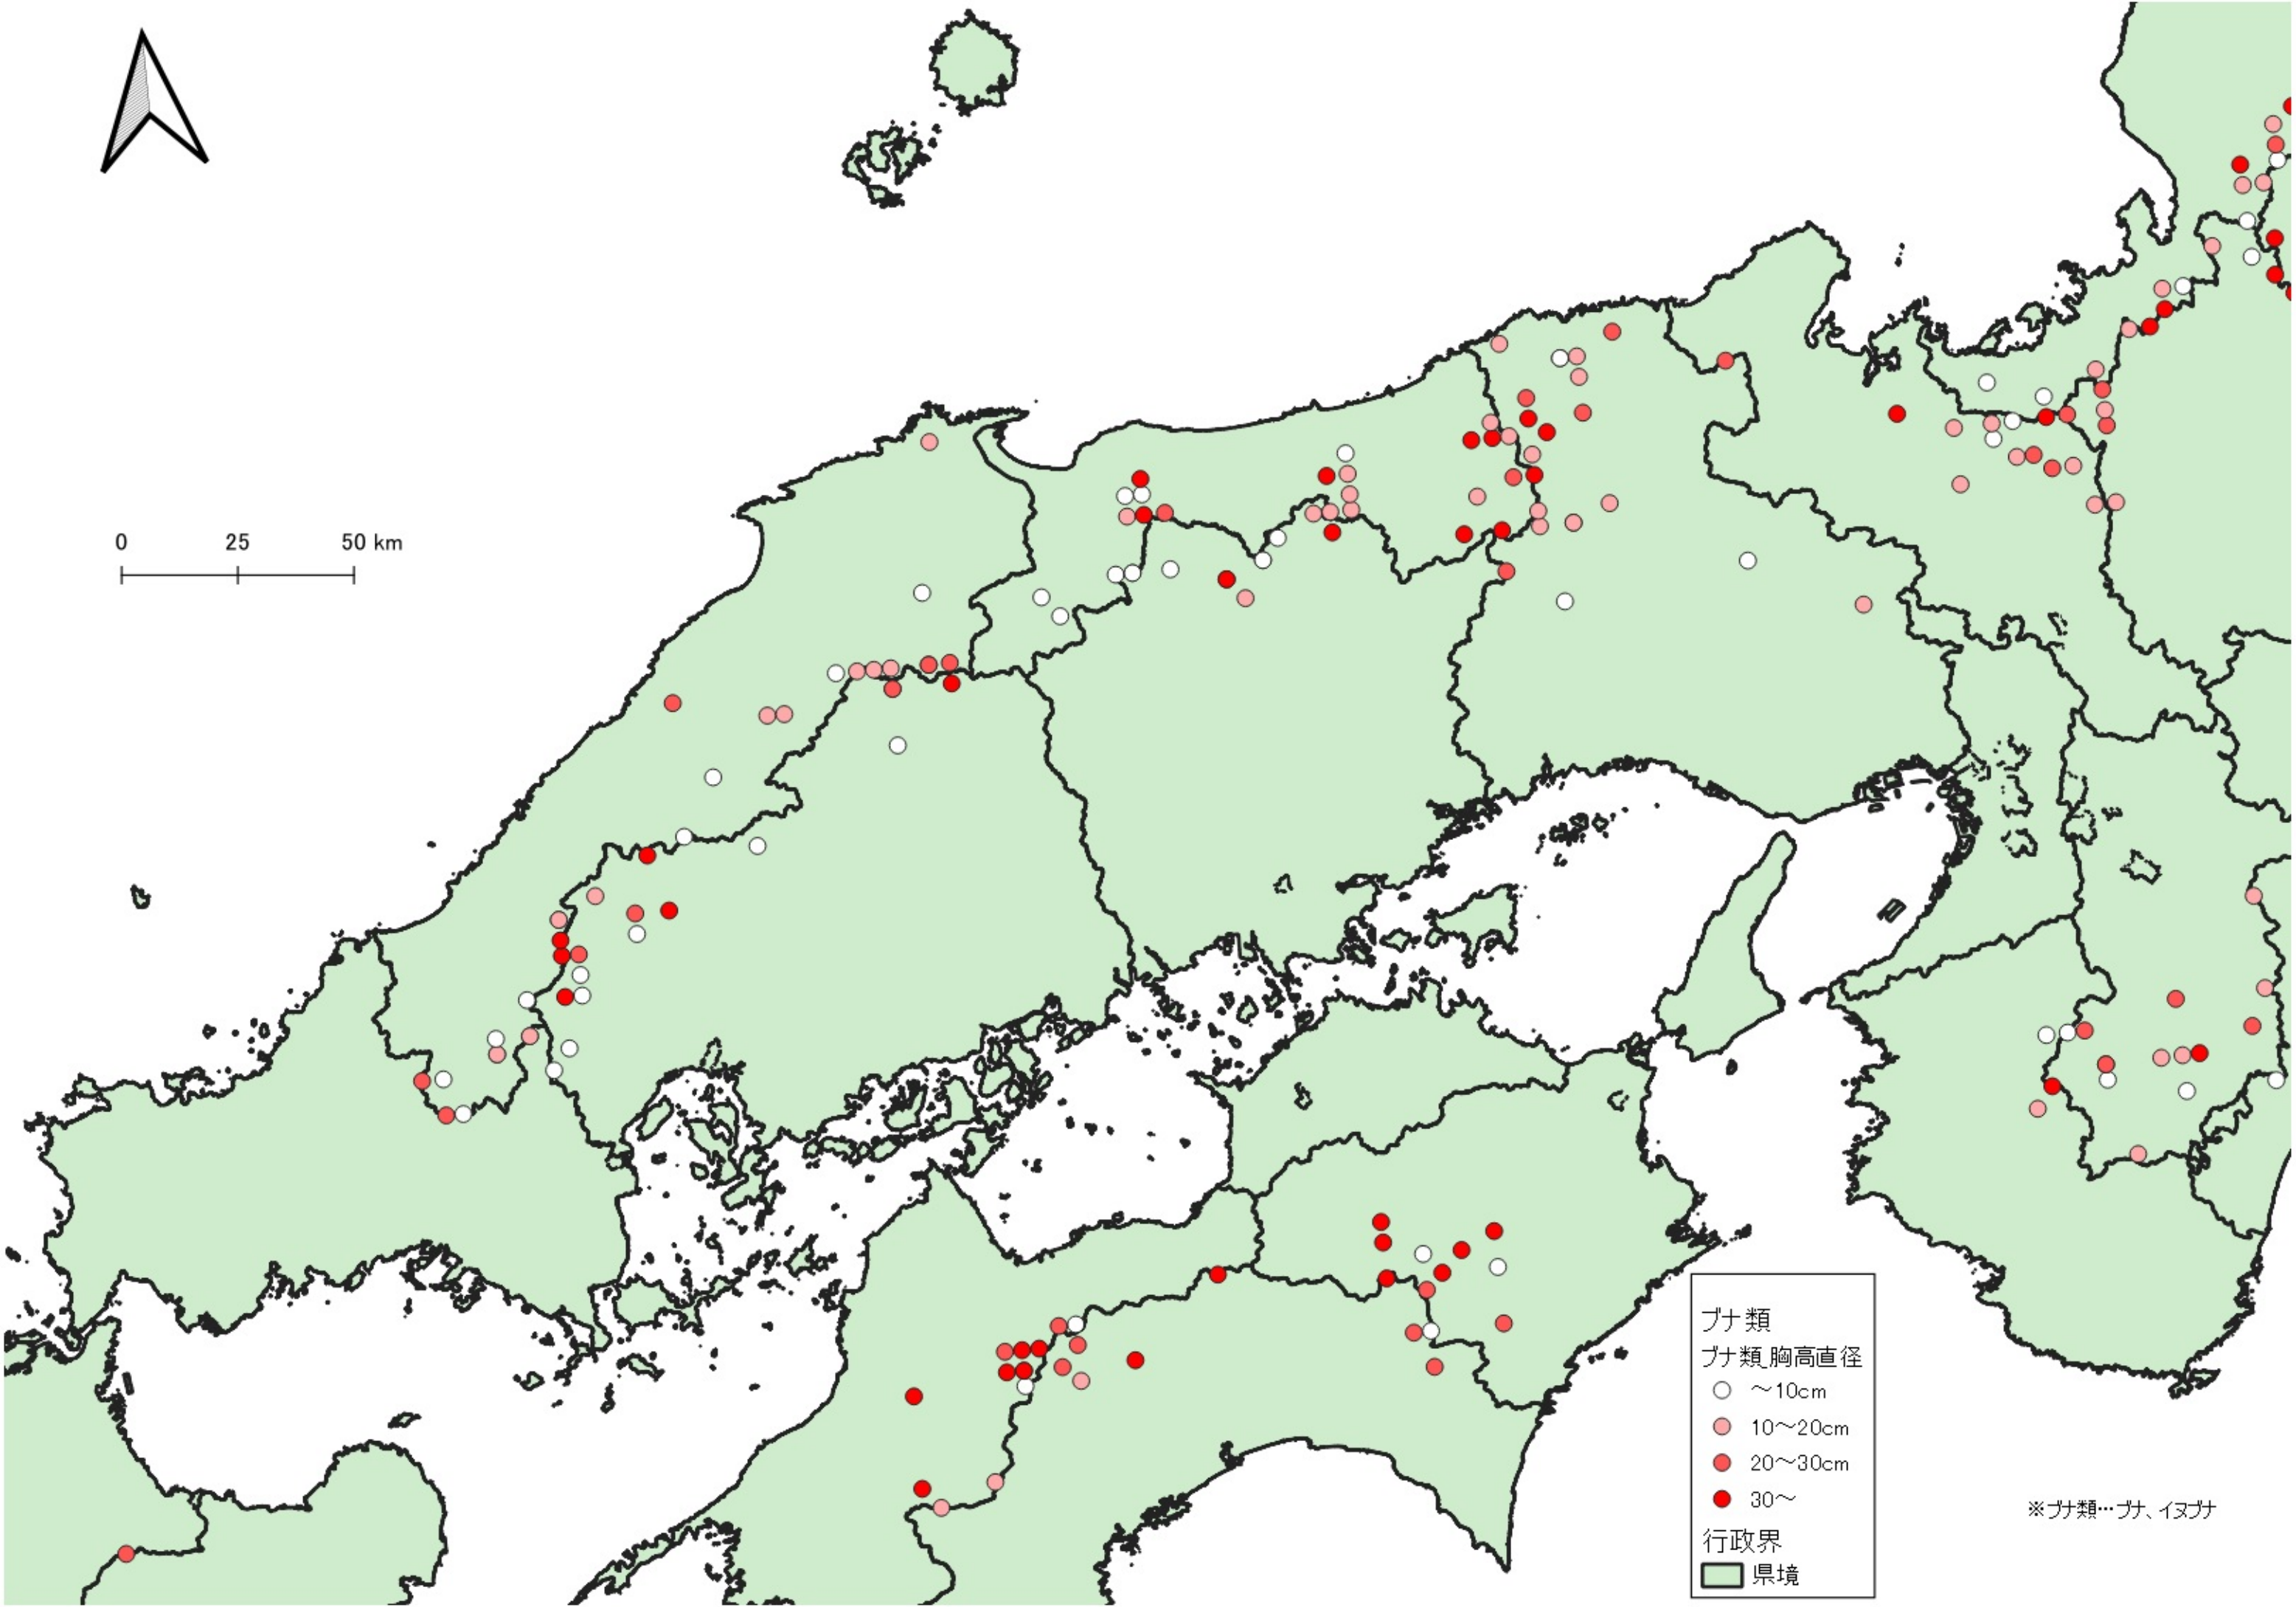 0 25 50 km
ブナ類
ブナ類_胸高直径
～10cm
10～20cm
20～30cm
30～
行政界
県境
※ブナ類…ブナ、イヌブナ